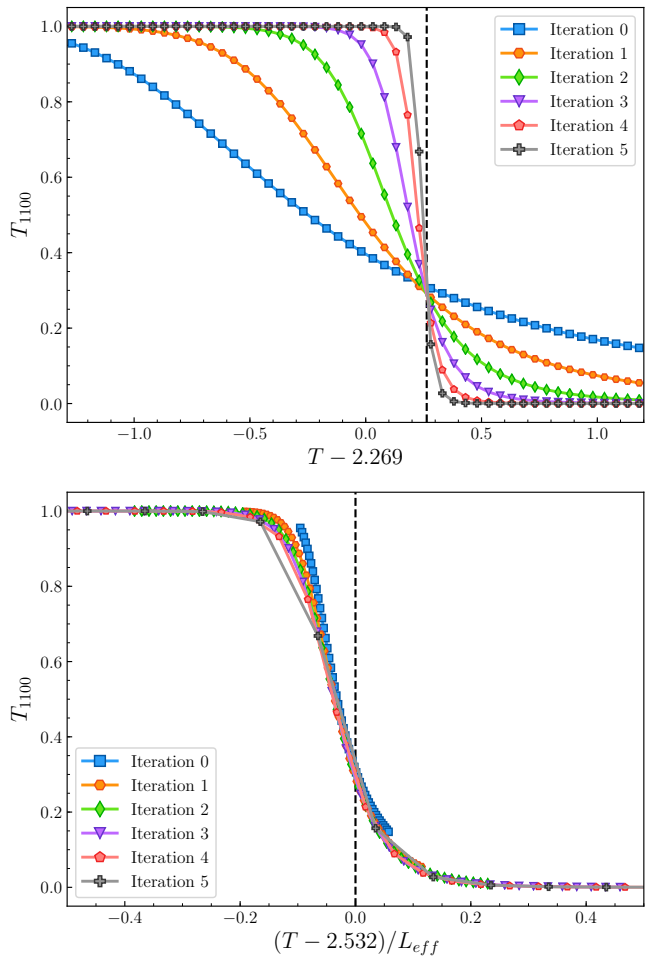 1.0
0.8
0.6
0.4
0.2
0.0
T1100
−1.0
−0.5
0.0
0.5
1.0
T − 2.269
Iteration 0
Iteration 1
Iteration 2
Iteration 3
Iteration 4
Iteration 5
1.0
0.8
0.6
0.4
0.2
0.0
T1100
Iteration 0
Iteration 1
Iteration 2
Iteration 3
Iteration 4
Iteration 5
−0.4
−0.2
0.0
0.2
0.4
(T − 2.532)/Leff